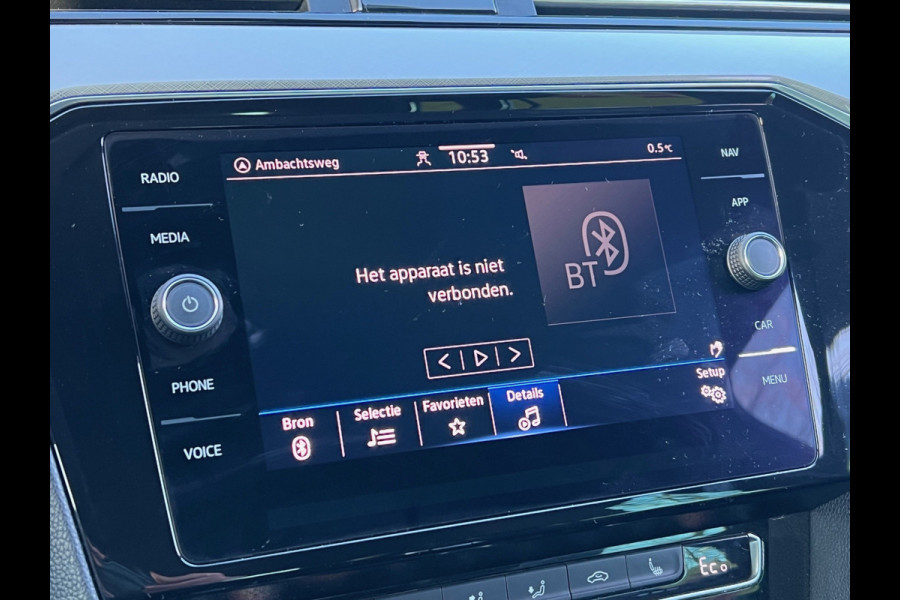 RADIO
MEDIA
PHONE
VOICE
Ambachtsweg
10:53
0.5°C
Het apparaat is niet
verbonden.
BT
Bron
Selectie
Favorieten
Details
Setup
NAV
APP
CAR
MENU
Eco